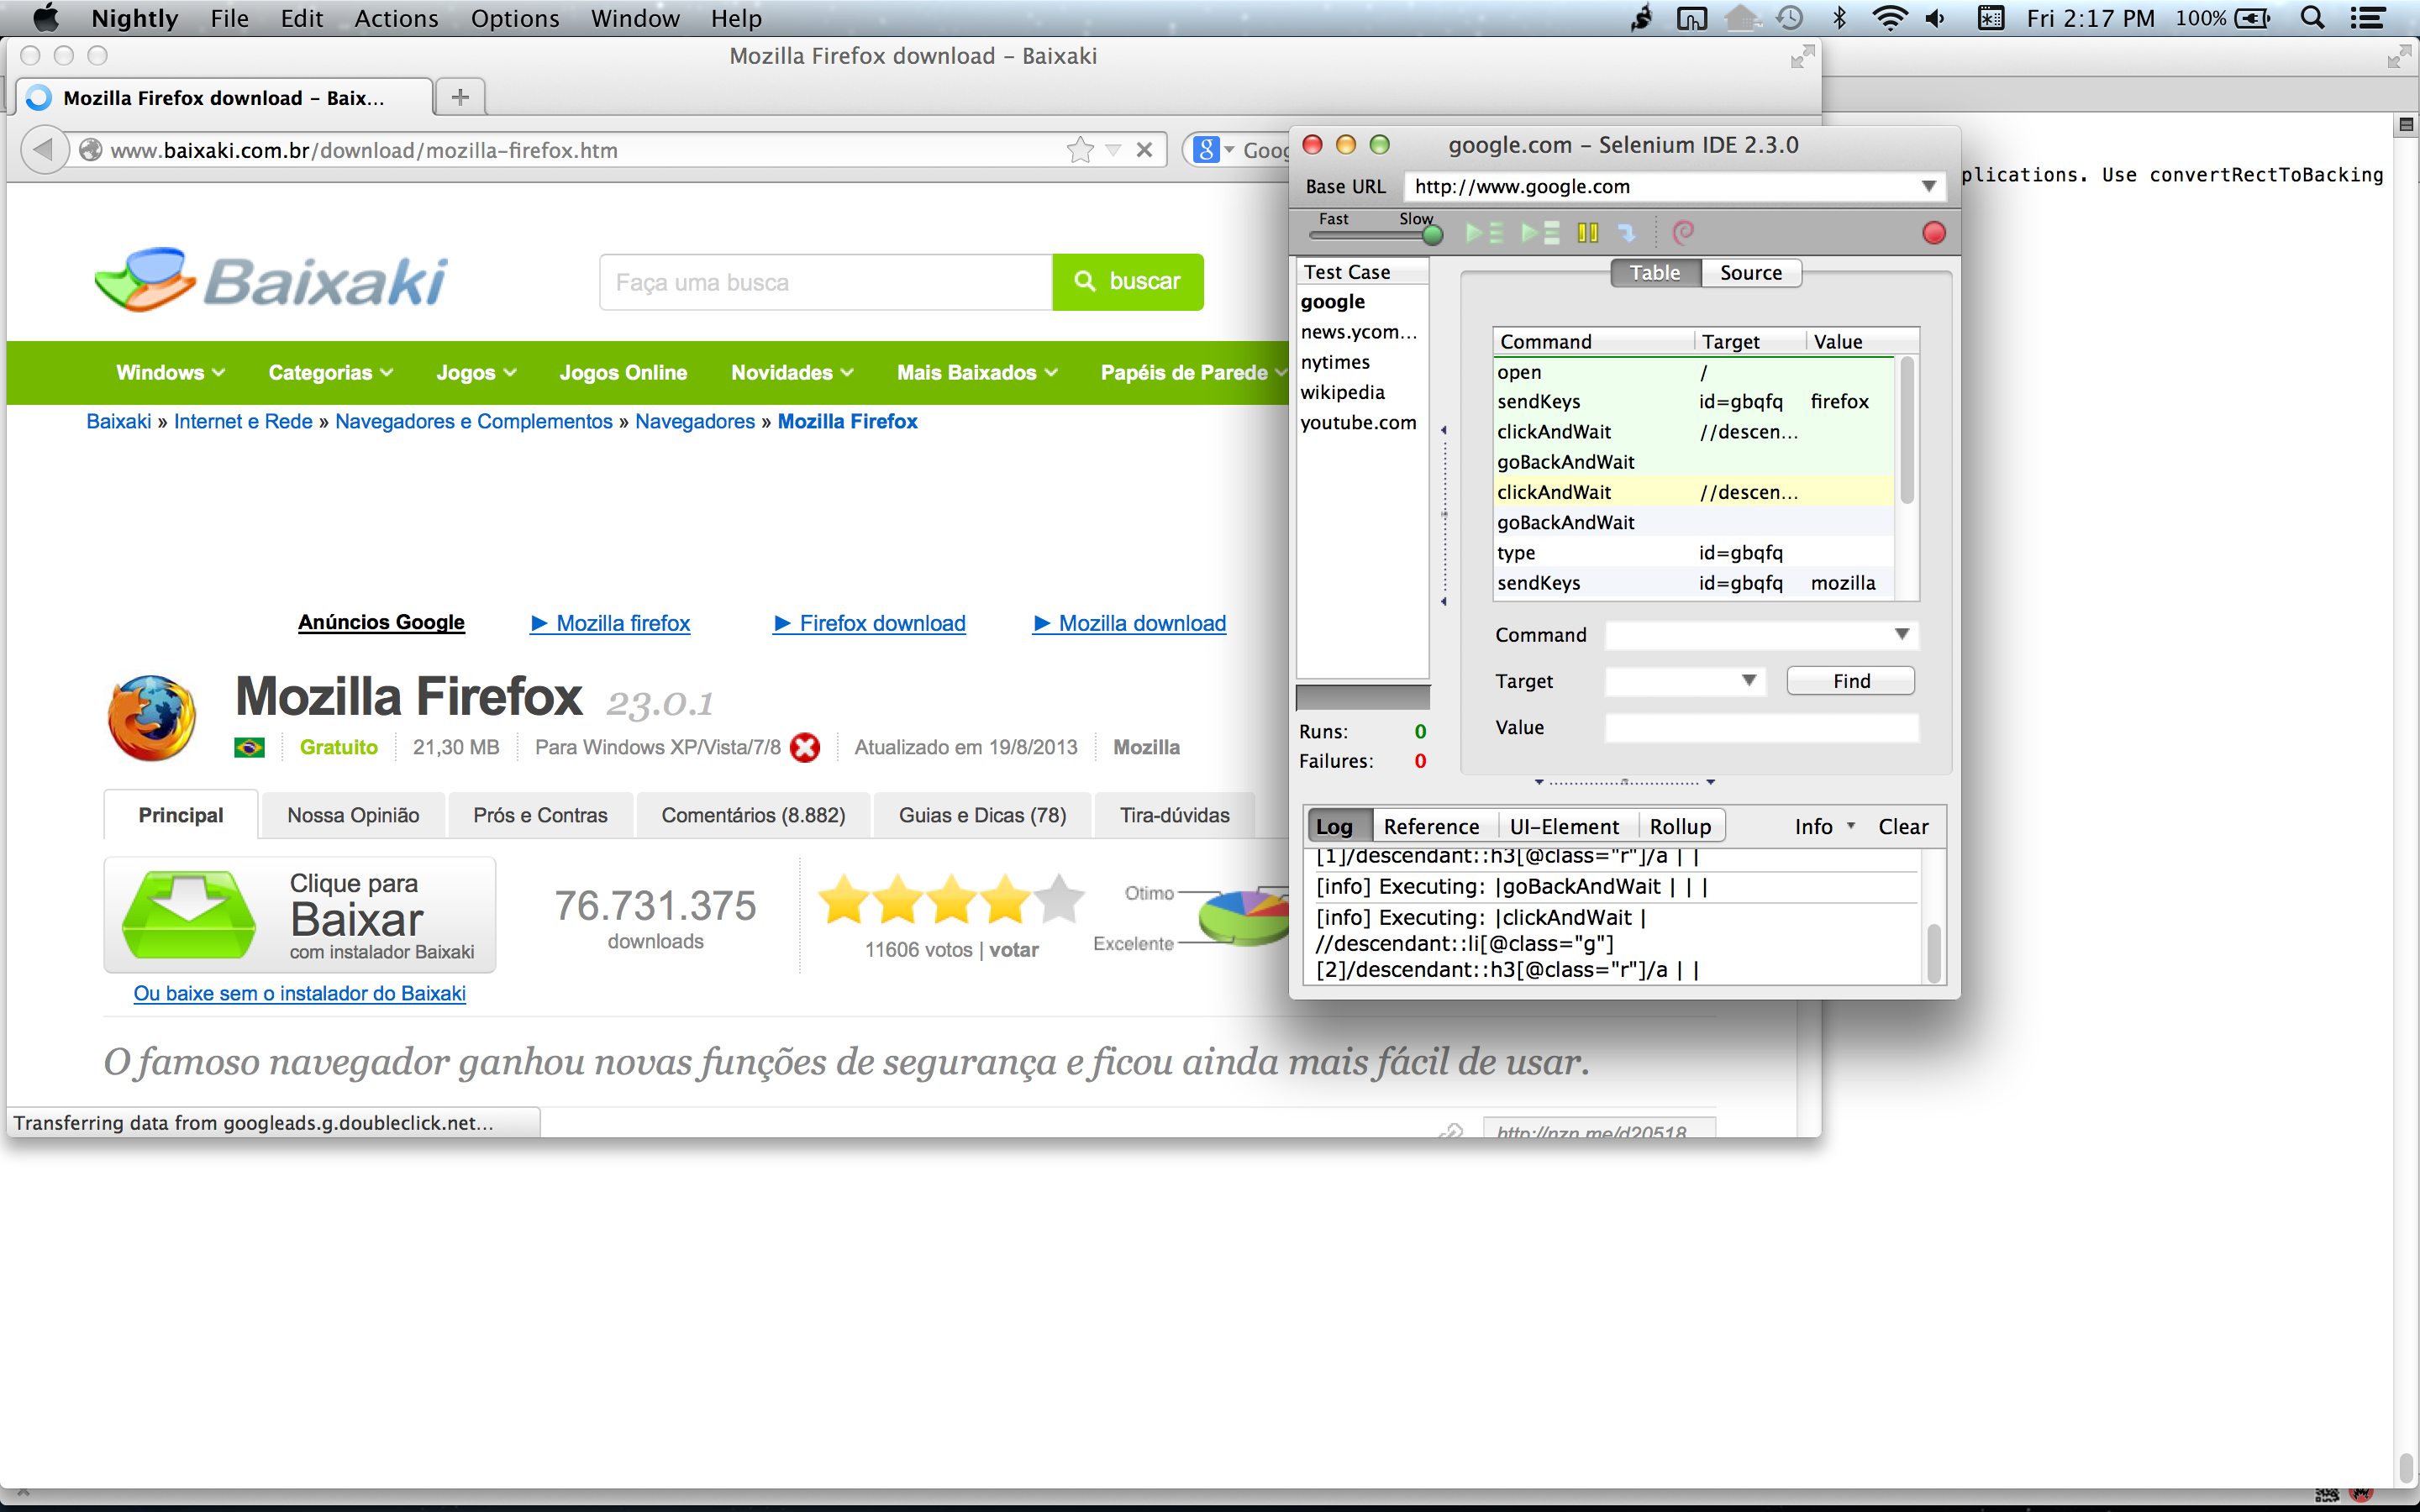 Nightly File Edit Actions Options Window Help Fri 2:17 PM 100%
Mozilla Firefox download – Baixaki
Mozilla Firefox download – Baix...
www.baixaki.com.br/download/mozilla-firefox.htm
Baixaki
Faça uma busca
buscar
Windows Categorias Jogos Jogos Online Novidades Mais Baixados Papéis de Parede
Baixaki » Internet e Rede » Navegadores e Complementos » Navegadores » Mozilla Firefox
Anúncios Google ► Mozilla firefox ► Firefox download ► Mozilla download
Mozilla Firefox 23.0.1
Gratuito 21,30 MB Para Windows XP/Vista/7/8 Atualizado em 19/8/2013 Mozilla
Principal Nossa Opinião Prós e Contras Comentários (8.882) Guias e Dicas (78) Tira-dúvidas
Clique para
Baixar
com instalador Baixaki
Ou baixe sem o instalador do Baixaki
76.731.375
downloads
11606 votos | votar
Otimo
Excelente
O famoso navegador ganhou novas funções de segurança e ficou ainda mais fácil de usar.
Transferring data from googleads.g.doubleclick.net...
http://nzn.me/d20518
google.com – Selenium IDE 2.3.0
Base URL http://www.google.com
Fast Slow
Test Case
google
news.ycom...
nytimes
wikipedia
youtube.com
Runs: 0
Failures: 0
Table Source
Command Target Value
open /
sendKeys id=gbqfq firefox
clickAndWait //descen...
goBackAndWait
clickAndWait //descen...
goBackAndWait
type id=gbqfq
sendKeys id=gbqfq mozilla
Command
Target Find
Value
Log Reference UI-Element Rollup Info Clear
[1]/descendant::h3[@class="r"]/a | |
[info] Executing: |goBackAndWait | | |
[info] Executing: |clickAndWait |
//descendant::li[@class="g"]
[2]/descendant::h3[@class="r"]/a | |
plications. Use convertRectToBacking